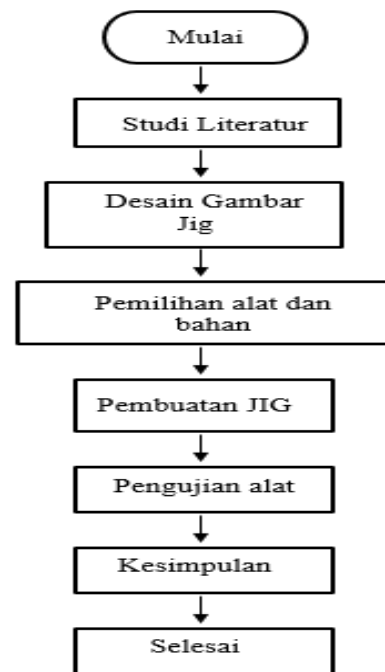 Mulai
Studi Literatur
Desain Gambar
Jig
Pemilihan alat dan
bahan
Pembuatan JIG
Pengujian alat
Kesimpulan
Selesai